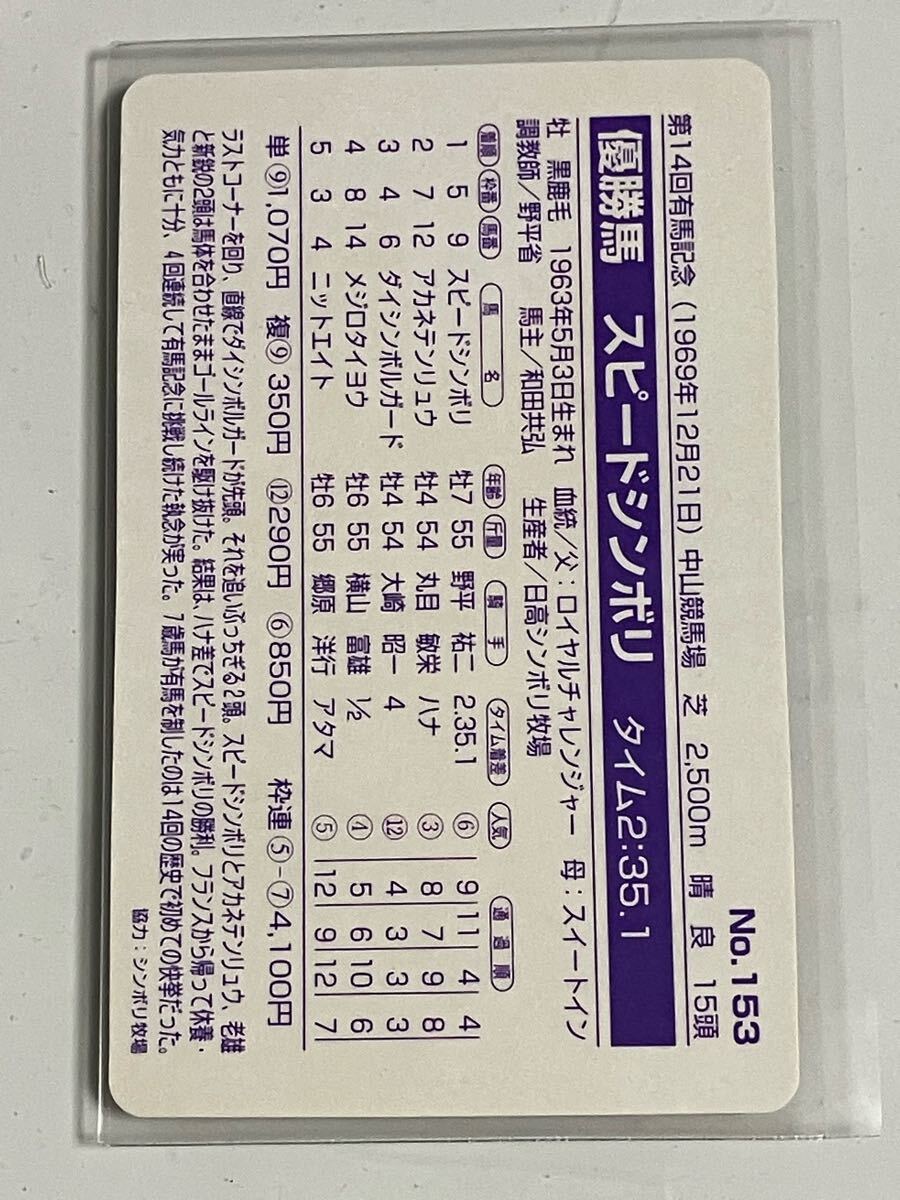 No.153
第14回有馬記念(1969年12月21日)中山競馬場 芝 2,500m 晴 良 15頭
優勝馬 スピードシンボリ タイム2:35.1
牡 黒鹿毛 1963年5月3日生まれ 血統/父:ロイヤルチャレンジャー 母:スイートイン
調教師/野平省 馬主/和田共弘 生産者/日高シンボリ牧場
着順 枠番 馬番 馬名 年齢 斤量 騎手 タイム着差 人気 通過順
1 5 9 スピードシンボリ 牡7 55 野平 祐二 2.35.1 ⑥ 9 11 4 4
2 7 12 アカネテンリュウ 牡4 54 丸目 敏栄 ハナ ③ 8 7 9 8
3 4 6 ダイシンボルガード 牡4 54 大崎 昭一 4 ⑫ 4 3 3 3
4 8 14 メジロタイヨウ 牡6 55 横山 富雄 1/2 ④ 5 6 10 6
5 3 4 ニットエイト 牡6 55 郷原 洋行 アタマ ⑤ 12 9 12 7
単⑨1,070円 複⑨350円 ⑫290円 ⑥850円 枠連⑤-⑦4,100円
ラストコーナーを回り、直線でダイシンボルガードが先頭。それを追いぶっちぎる2頭。スピードシンボリとアカネテンリュウ、老雄
と新鋭の2頭は馬体を合わせたままゴールラインを駆け抜けた。結果は、ハナ差でスピードシンボリの勝利。フランスから帰って休養・
気力ともに十分、4回連続して有馬記念に挑戦し続けた執念が実った。7歳馬が有馬を制したのは14回の歴史で初めての快挙だった。
協力:シンボリ牧場